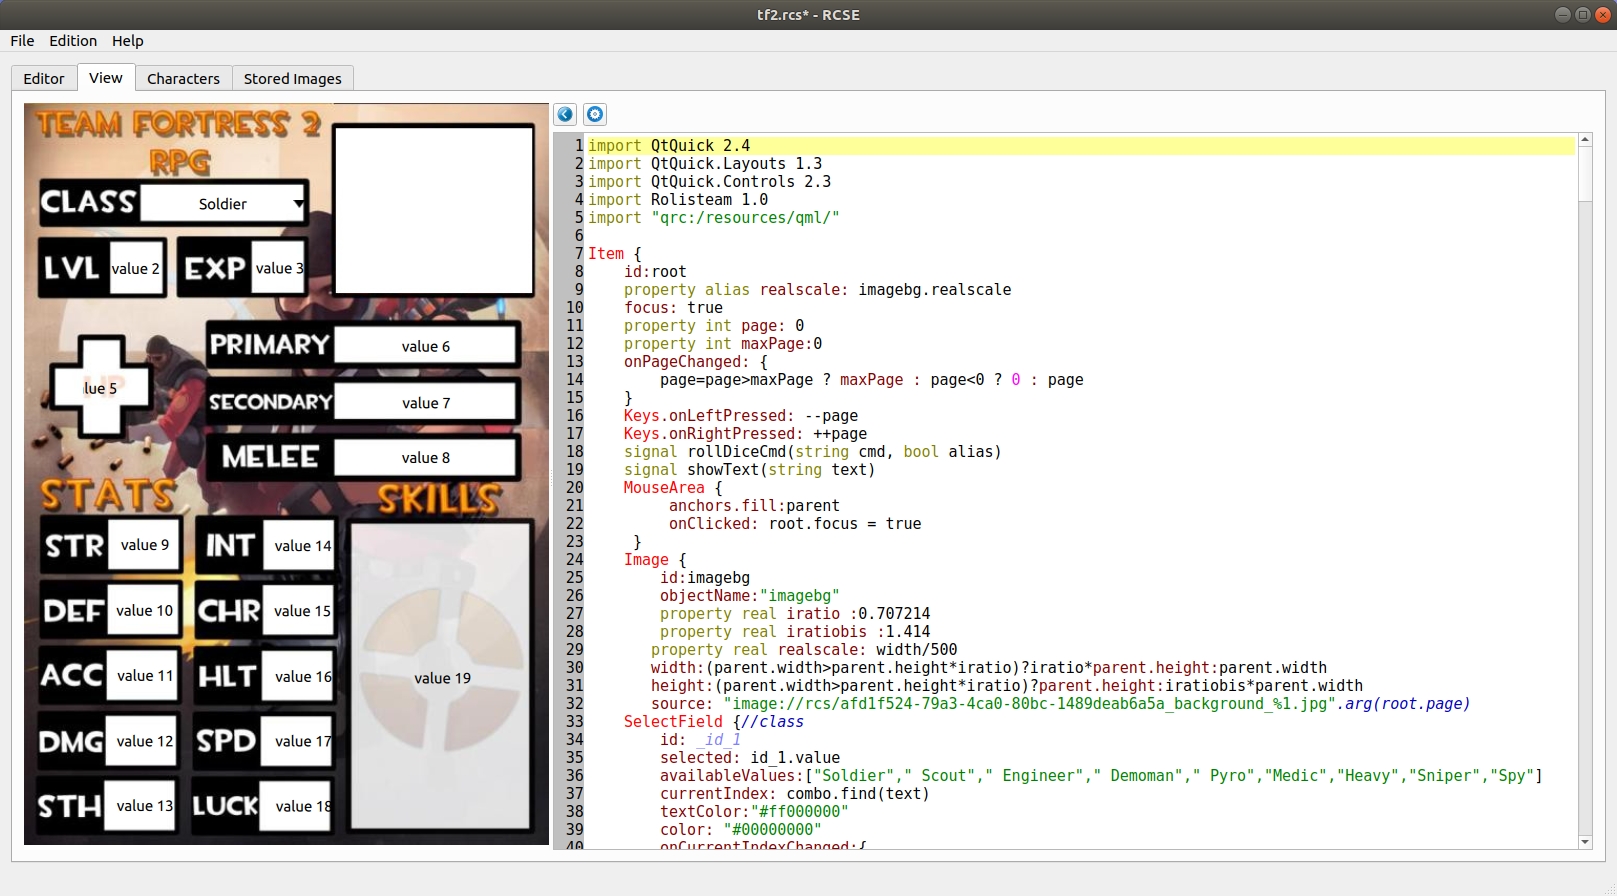 tf2.rcs* - RCSE
File Edition Help
Editor View Characters Stored Images
TEAM FORTRESS 2
RPG
CLASS Soldier
LVL value 2 EXP value 3
PRIMARY value 6
HP lue 5
SECONDARY value 7
MELEE value 8
STATS SKILLS
STR value 9 INT value 14
DEF value 10 CHR value 15
ACC value 11 HLT value 16
value 19
DMG value 12 SPD value 17
STH value 13 LUCK value 18
1 import QtQuick 2.4
2 import QtQuick.Layouts 1.3
3 import QtQuick.Controls 2.3
4 import Rolisteam 1.0
5 import "qrc:/resources/qml/"
6
7 Item {
8 id:root
9 property alias realscale: imagebg.realscale
10 focus: true
11 property int page: 0
12 property int maxPage:0
13 onPageChanged: {
14 page=page>maxPage ? maxPage : page<0 ? 0 : page
15 }
16 Keys.onLeftPressed: --page
17 Keys.onRightPressed: ++page
18 signal rollDiceCmd(string cmd, bool alias)
19 signal showText(string text)
20 MouseArea {
21 anchors.fill:parent
22 onClicked: root.focus = true
23 }
24 Image {
25 id:imagebg
26 objectName:"imagebg"
27 property real iratio :0.707214
28 property real iratiobis :1.414
29 property real realscale: width/500
30 width:(parent.width>parent.height*iratio)?iratio*parent.height:parent.width
31 height:(parent.width>parent.height*iratio)?parent.height:iratiobis*parent.width
32 source: "image://rcs/afd1f524-79a3-4ca0-80bc-1489deab6a5a_background_%1.jpg".arg(root.page)
33 SelectField {//class
34 id: _id_1
35 selected: id_1.value
36 availableValues:["Soldier"," Scout"," Engineer"," Demoman"," Pyro","Medic","Heavy","Sniper","Spy"]
37 currentIndex: combo.find(text)
38 textColor:"#ff000000"
39 color: "#00000000"
40 onCurrentIndexChanged:{